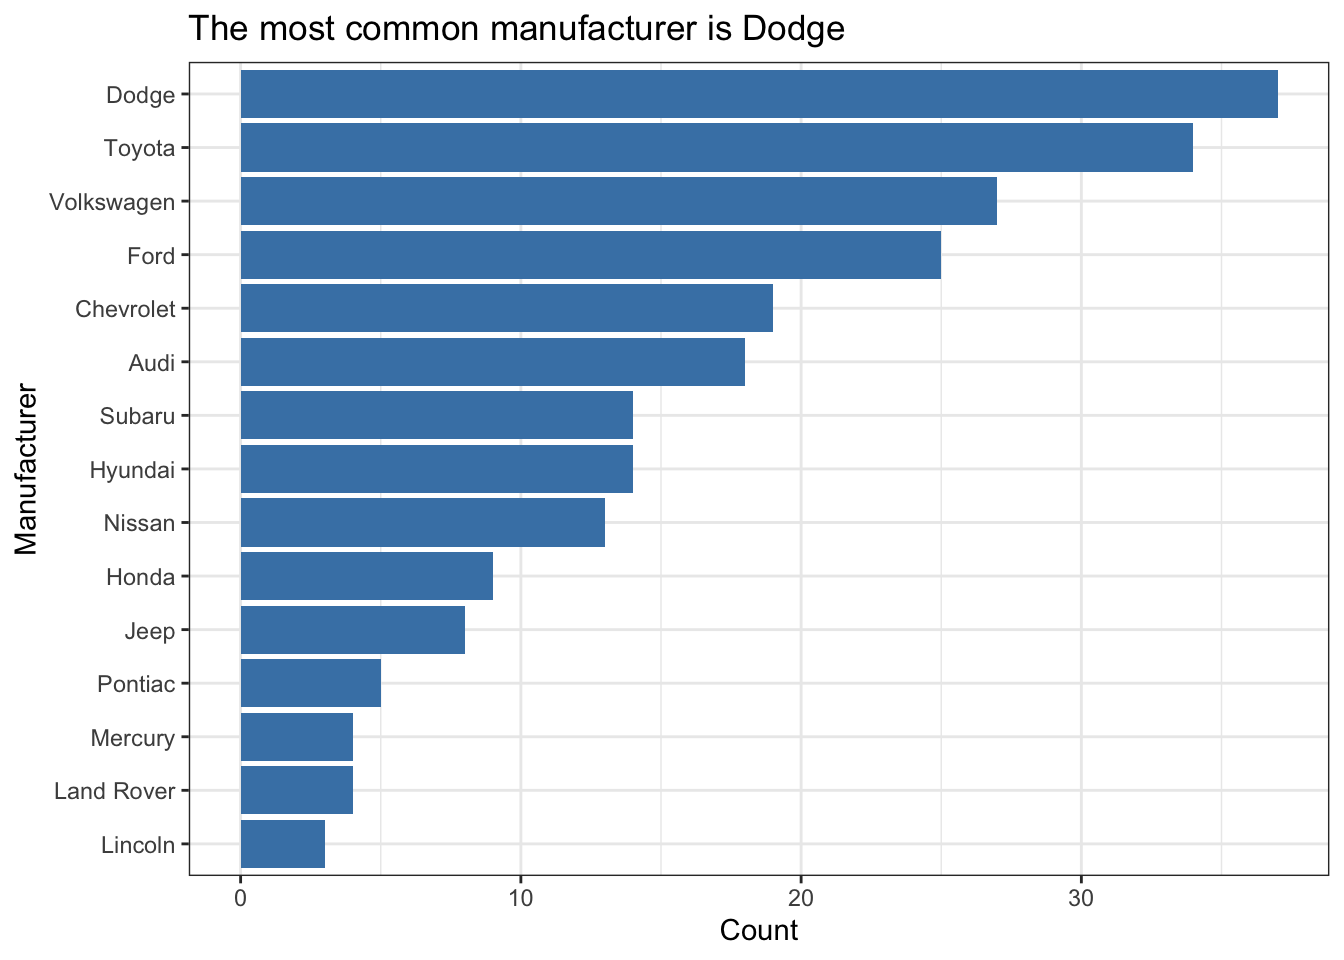 The most common manufacturer is Dodge
Manufacturer
Dodge
Toyota
Volkswagen
Ford
Chevrolet
Audi
Subaru
Hyundai
Nissan
Honda
Jeep
Pontiac
Mercury
Land Rover
Lincoln
0 10 20 30
Count